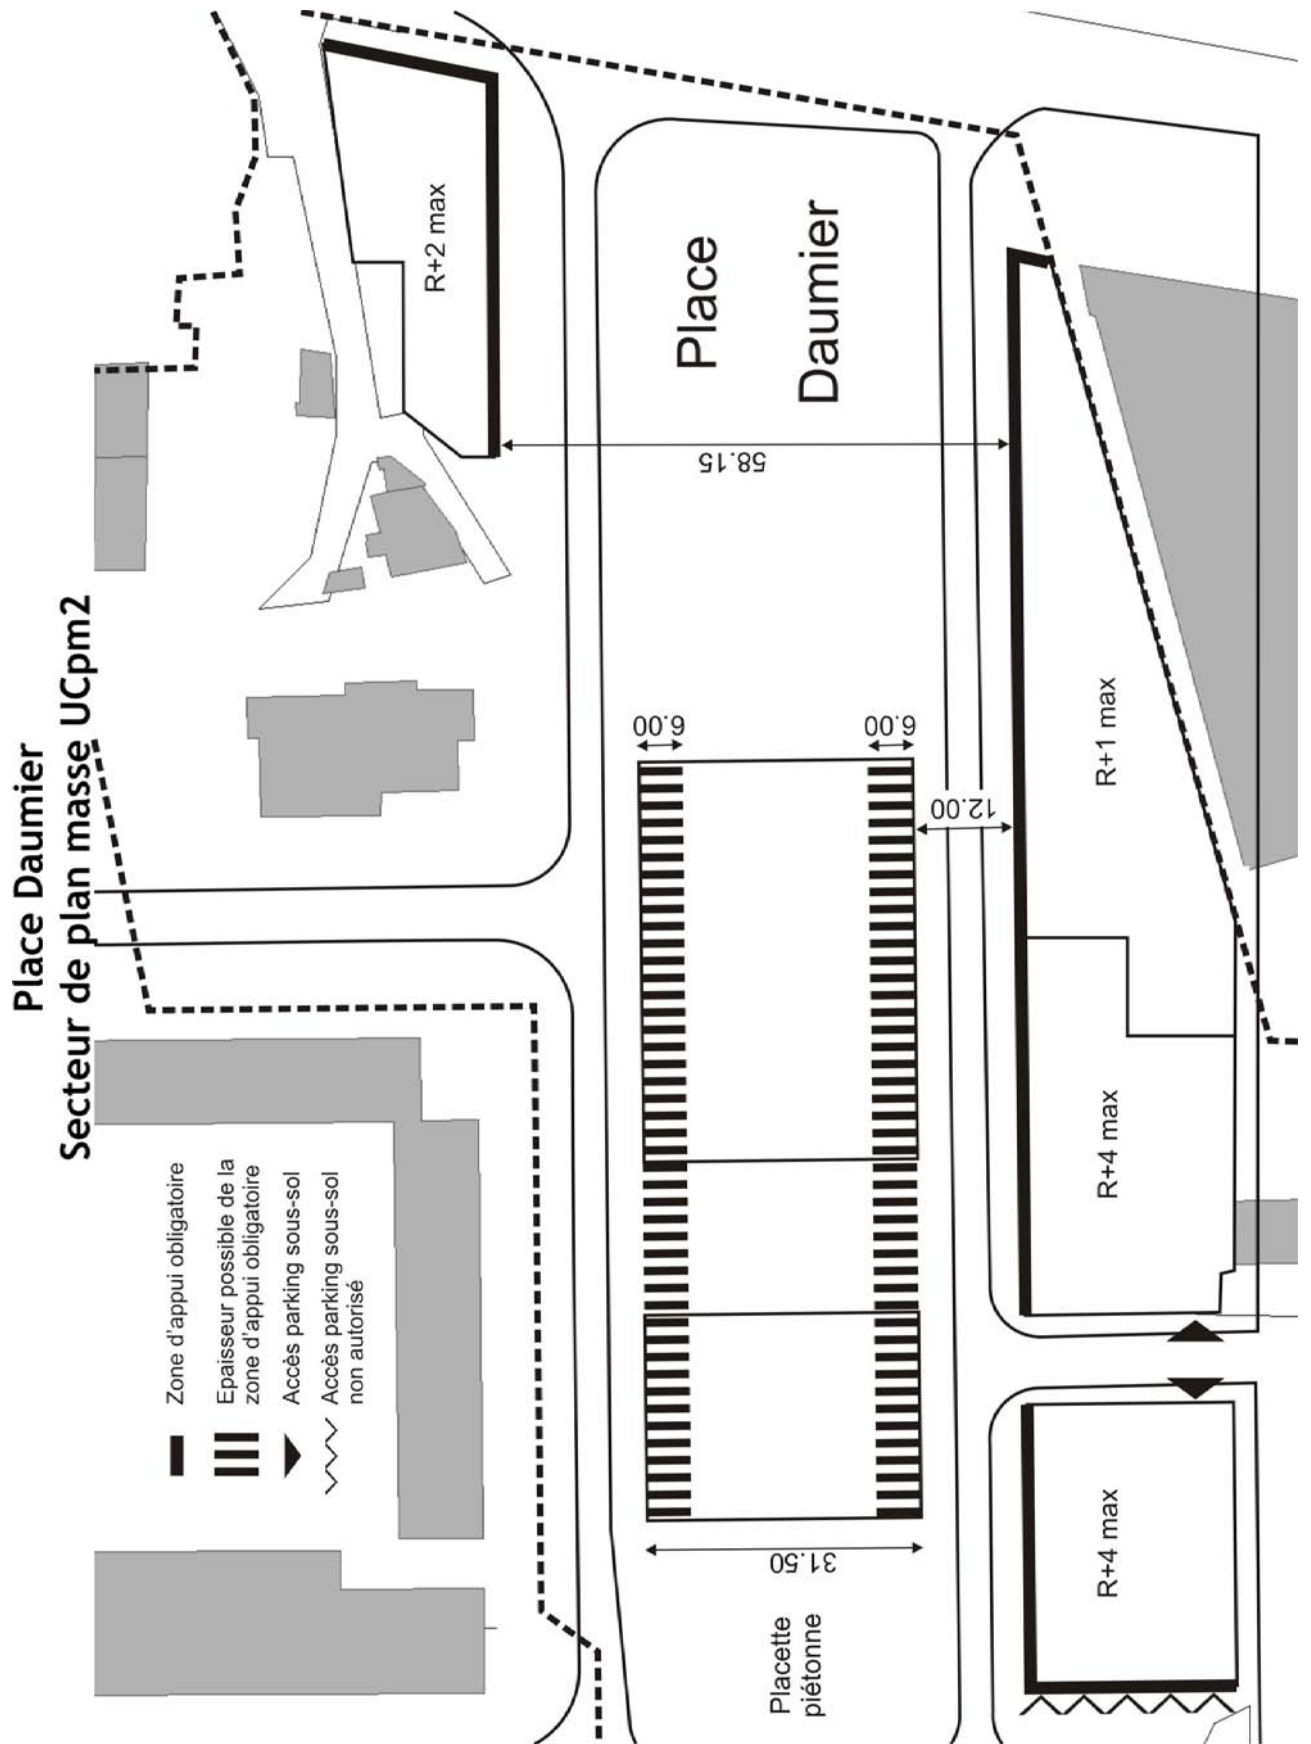 Place Daumier
Secteur de plan masse UCpm2
Zone d'appui obligatoire
Epaisseur possible de la
zone d'appui obligatoire
Accès parking sous-sol
Accès parking sous-sol
non autorisé
R+2 max
Place
Daumier
58.15
6.00
6.00
12.00
31.50
Placette
piétonne
R+1 max
R+4 max
R+4 max